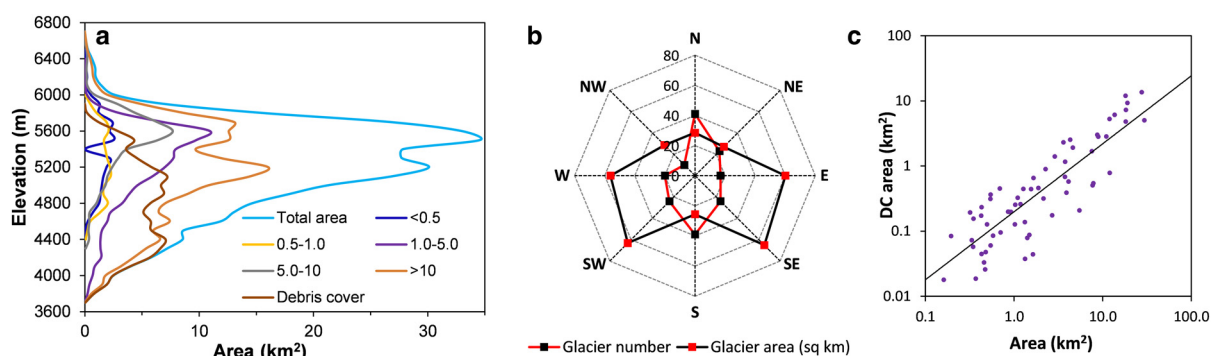 a
6800
6400
6000
5600
5200
4800
4400
4000
3600
Elevation (m)
0
10
20
30
Area (km²)
Total area
<0.5
0.5-1.0
1.0-5.0
5.0-10
>10
Debris cover
b
N
NE
E
SE
S
SW
W
NW
80
60
40
20
0
Glacier number
Glacier area (sq km)
c
DC area (km²)
100
10
1
0.1
0.01
0.1
1.0
10.0
100.0
Area (km²)